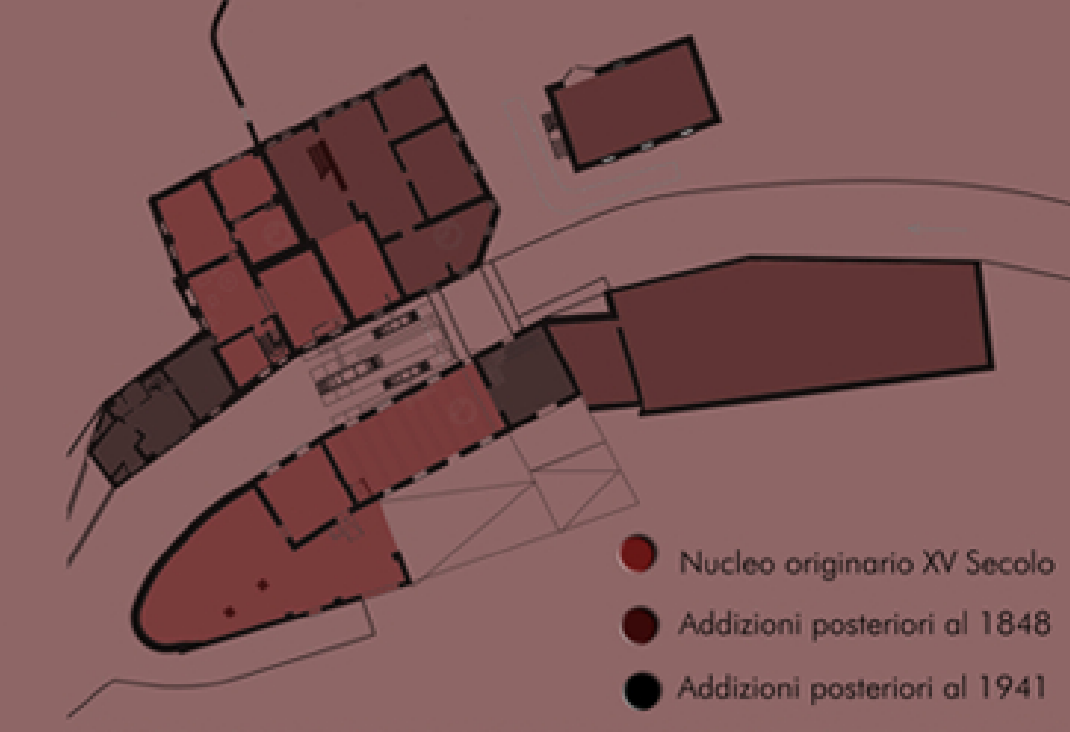 Nucleo originario XV Secolo
Addizioni posteriori al 1848
Addizioni posteriori al 1941